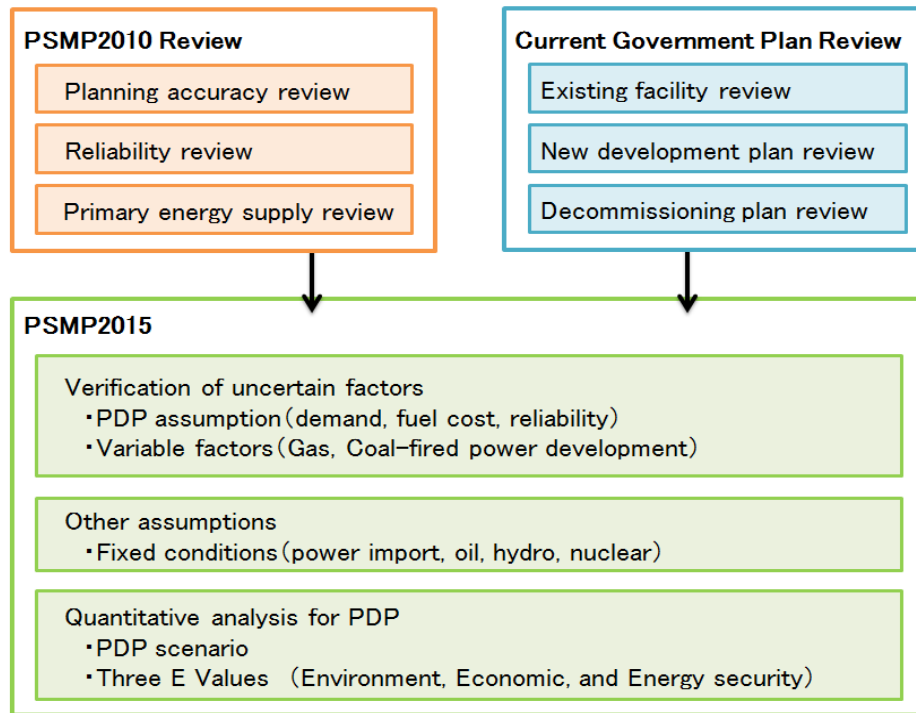 PSMP2010 Review
Planning accuracy review
Reliability review
Primary energy supply review
Current Government Plan Review
Existing facility review
New development plan review
Decommissioning plan review
PSMP2015
Verification of uncertain factors
・PDP assumption(demand, fuel cost, reliability)
・Variable factors(Gas, Coal-fired power development)
Other assumptions
・Fixed conditions(power import, oil, hydro, nuclear)
Quantitative analysis for PDP
・PDP scenario
・Three E Values (Environment, Economic, and Energy security)